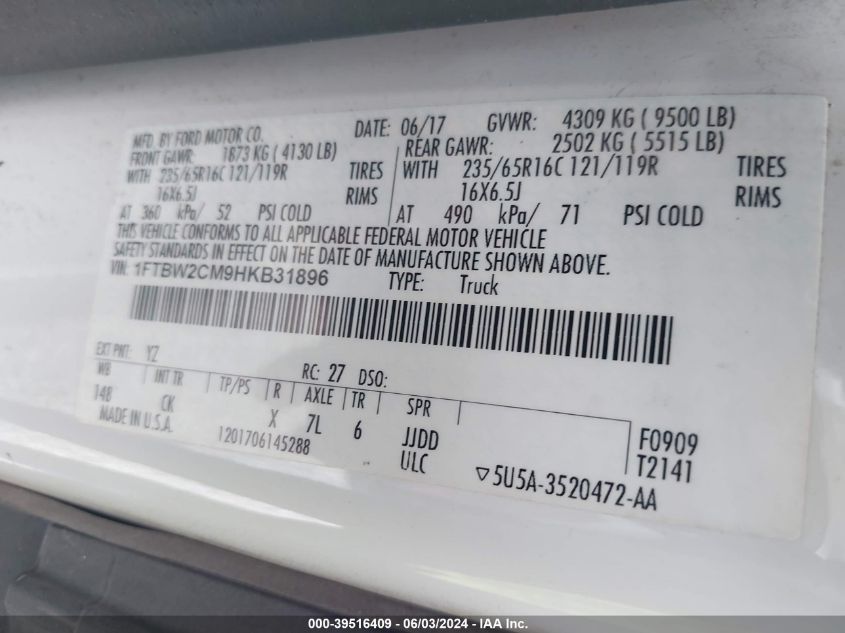 MFD. BY FORD MOTOR CO. DATE: 06/17 GVWR: 4309 KG ( 9500 LB)
FRONT GAWR: 1873 KG ( 4130 LB) REAR GAWR: 2502 KG ( 5515 LB)
WITH 235/65R16C 121/119R TIRES WITH 235/65R16C 121/119R TIRES
16X6.5J RIMS 16X6.5J RIMS
AT 360 kPa/ 52 PSI COLD AT 490 kPa/ 71 PSI COLD
THIS VEHICLE CONFORMS TO ALL APPLICABLE FEDERAL MOTOR VEHICLE
SAFETY STANDARDS IN EFFECT ON THE DATE OF MANUFACTURE SHOWN ABOVE.
VIN: 1FTBW2CM9HKB31896 TYPE: Truck
EXT PNT: YZ RC: 27 DSO:
WB INT TR TP/PS R AXLE TR SPR
148 CK X 7L 6 JJDD F0909
MADE IN U.S.A. 1201706145288 ULC T2141
▽5U5A-3520472-AA
000-39516409 - 06/03/2024 - IAA Inc.